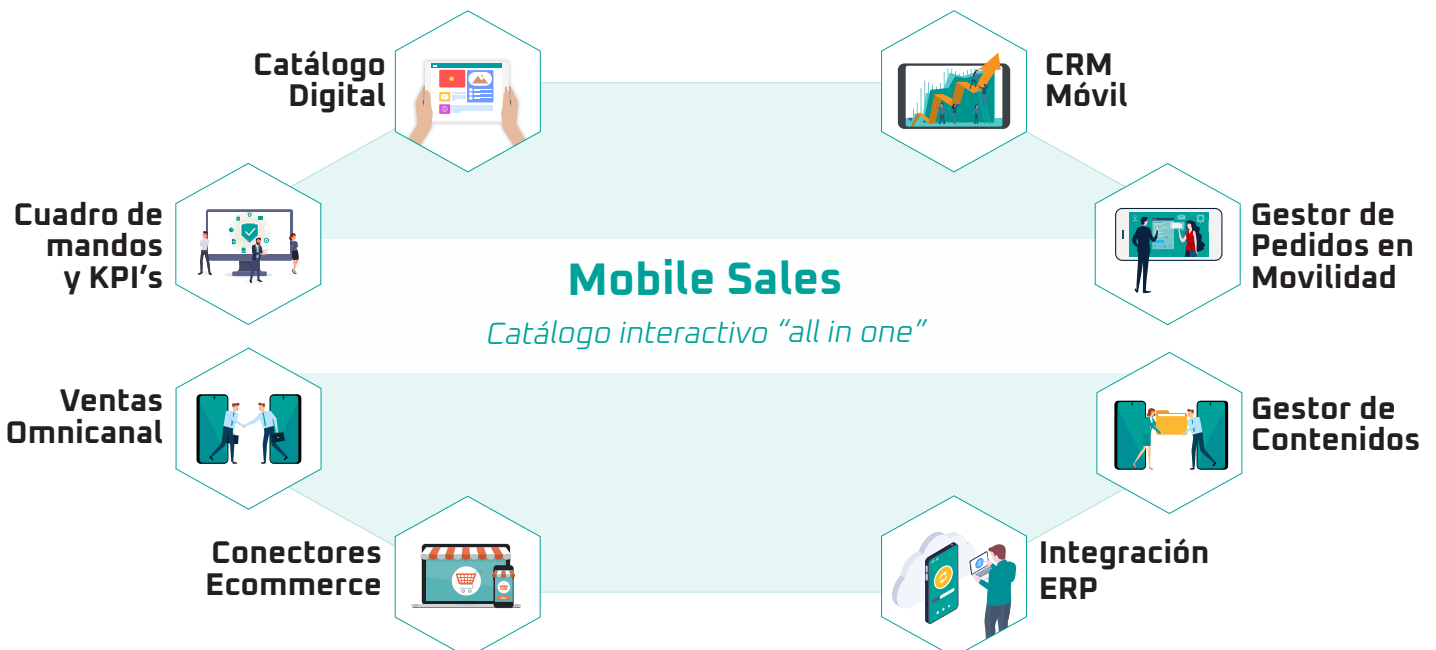 Catálogo
Digital
CRM
Móvil
Cuadro de
mandos
y KPI’s
Gestor de
Pedidos en
Movilidad
Mobile Sales
Catálogo interactivo “all in one”
Ventas
Omnicanal
Gestor de
Contenidos
Conectores
Ecommerce
Integración
ERP